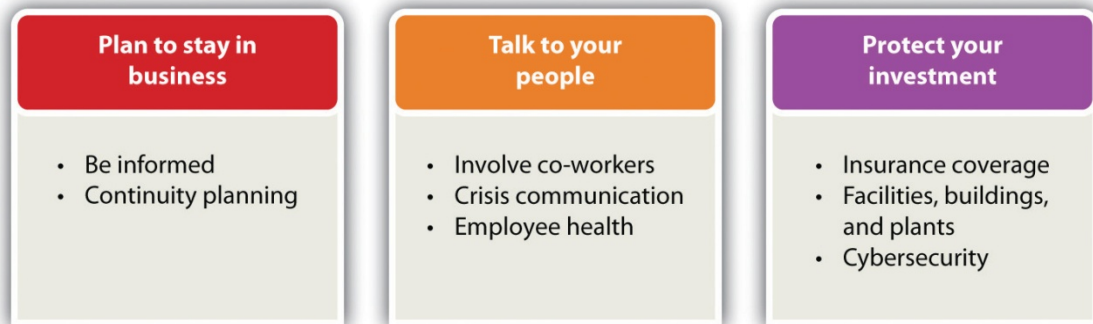 Plan to stay in
business
• Be informed
• Continuity planning
Talk to your
people
• Involve co-workers
• Crisis communication
• Employee health
Protect your
investment
• Insurance coverage
• Facilities, buildings,
and plants
• Cybersecurity